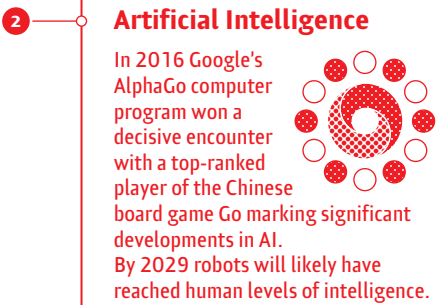 2
Artificial Intelligence
In 2016 Google's
AlphaGo computer
program won a
decisive encounter
with a top-ranked
player of the Chinese
board game Go marking significant
developments in AI.
By 2029 robots will likely have
reached human levels of intelligence.